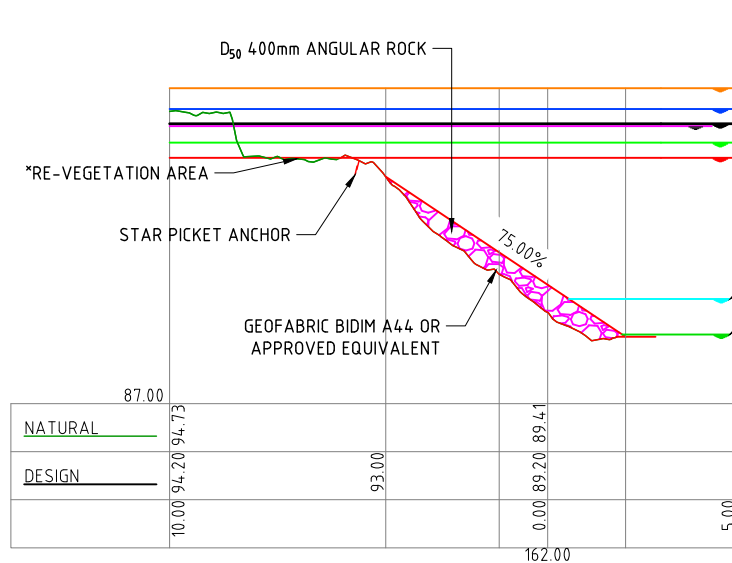 D50 400mm ANGULAR ROCK
*RE-VEGETATION AREA
STAR PICKET ANCHOR
75.00%
GEOFABRIC BIDIM A44 OR
APPROVED EQUIVALENT
87.00
NATURAL
94.73
89.41
DESIGN
94.20
93.00
89.20
10.00
0.00
5.00
162.00